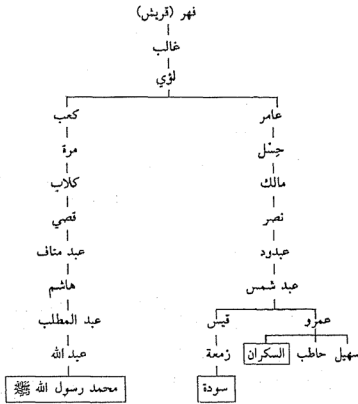 فهر (قريش)
غالب
لؤي
عامر كعب
حِسْل مرة
مالك كلاب
نصر قصي
عبدود عبد مناف
عبد شمس هاشم
سهيل حاطب السكران عمرو قيس عبد المطلب
زمعة عبد الله
سودة محمد رسول الله ﷺ